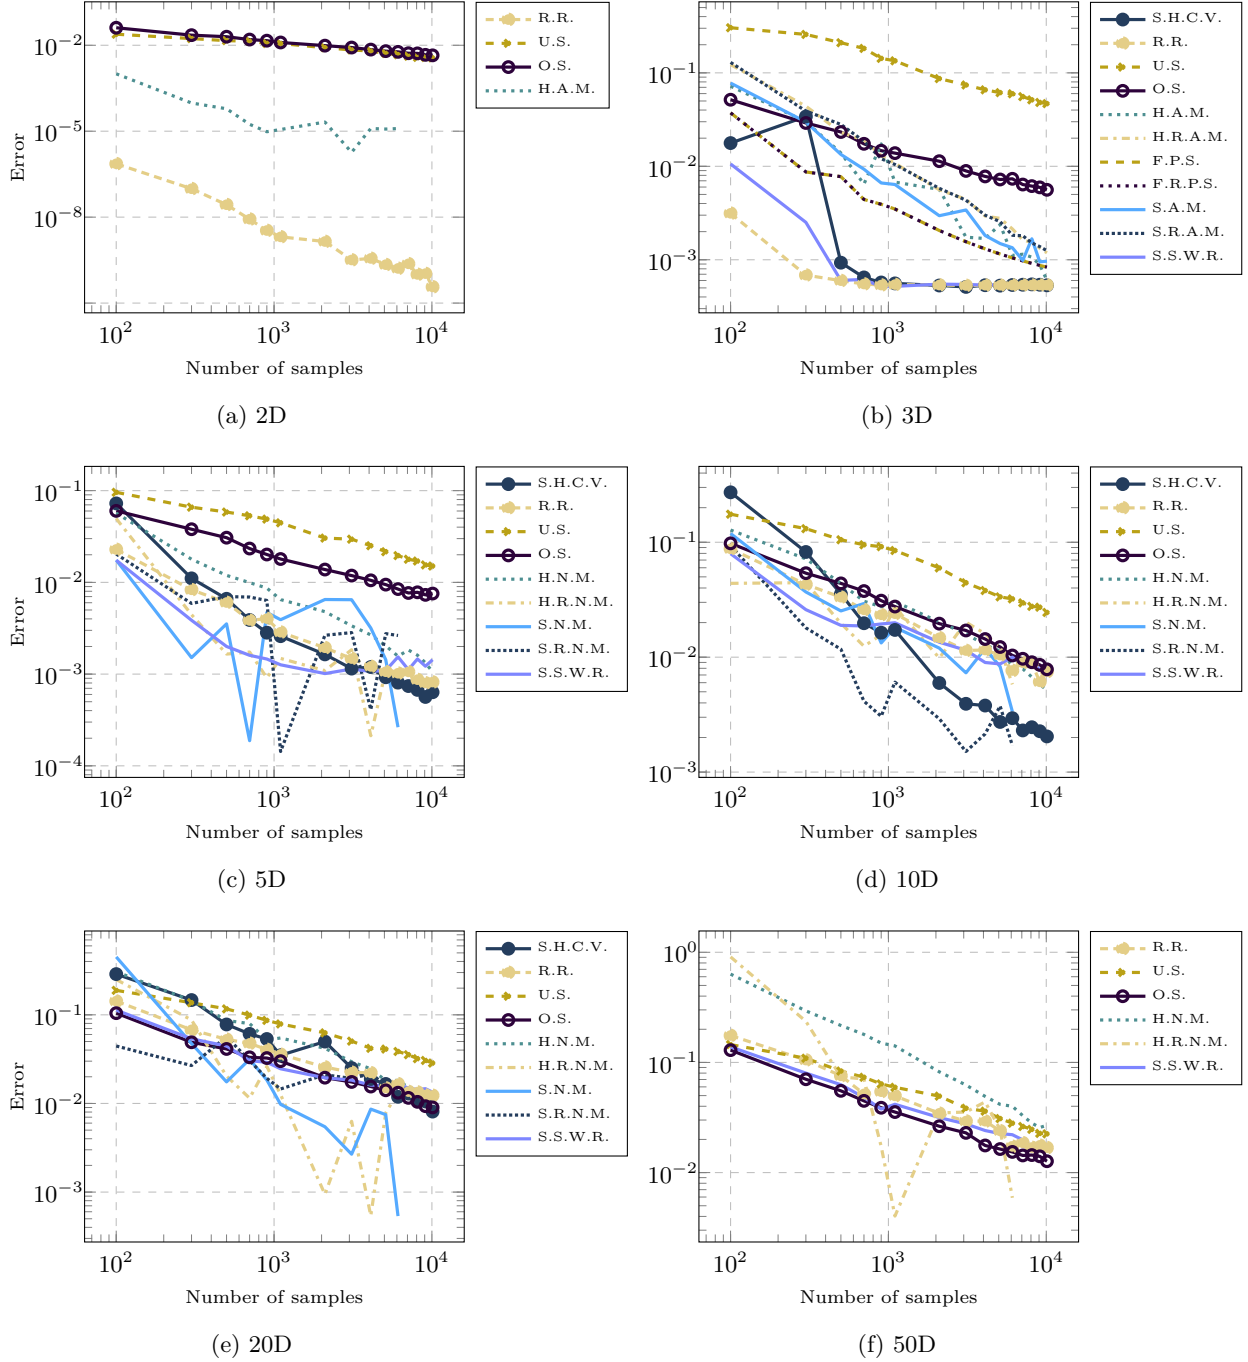 Error
10^−2
10^−5
10^−8
10^2
10^3
10^4
Number of samples
R.R.
U.S.
O.S.
H.A.M.
(a) 2D
10^−1
10^−2
10^−3
10^2
10^3
10^4
Number of samples
S.H.C.V.
R.R.
U.S.
O.S.
H.A.M.
H.R.A.M.
F.P.S.
F.R.P.S.
S.A.M.
S.R.A.M.
S.S.W.R.
(b) 3D
Error
10^−1
10^−2
10^−3
10^−4
10^2
10^3
10^4
Number of samples
S.H.C.V.
R.R.
U.S.
O.S.
H.N.M.
H.R.N.M.
S.N.M.
S.R.N.M.
S.S.W.R.
(c) 5D
10^−1
10^−2
10^−3
10^2
10^3
10^4
Number of samples
S.H.C.V.
R.R.
U.S.
O.S.
H.N.M.
H.R.N.M.
S.N.M.
S.R.N.M.
S.S.W.R.
(d) 10D
Error
10^−1
10^−2
10^−3
10^2
10^3
10^4
Number of samples
S.H.C.V.
R.R.
U.S.
O.S.
H.N.M.
H.R.N.M.
S.N.M.
S.R.N.M.
S.S.W.R.
(e) 20D
10^0
10^−1
10^−2
10^2
10^3
10^4
Number of samples
R.R.
U.S.
O.S.
H.N.M.
H.R.N.M.
S.S.W.R.
(f) 50D